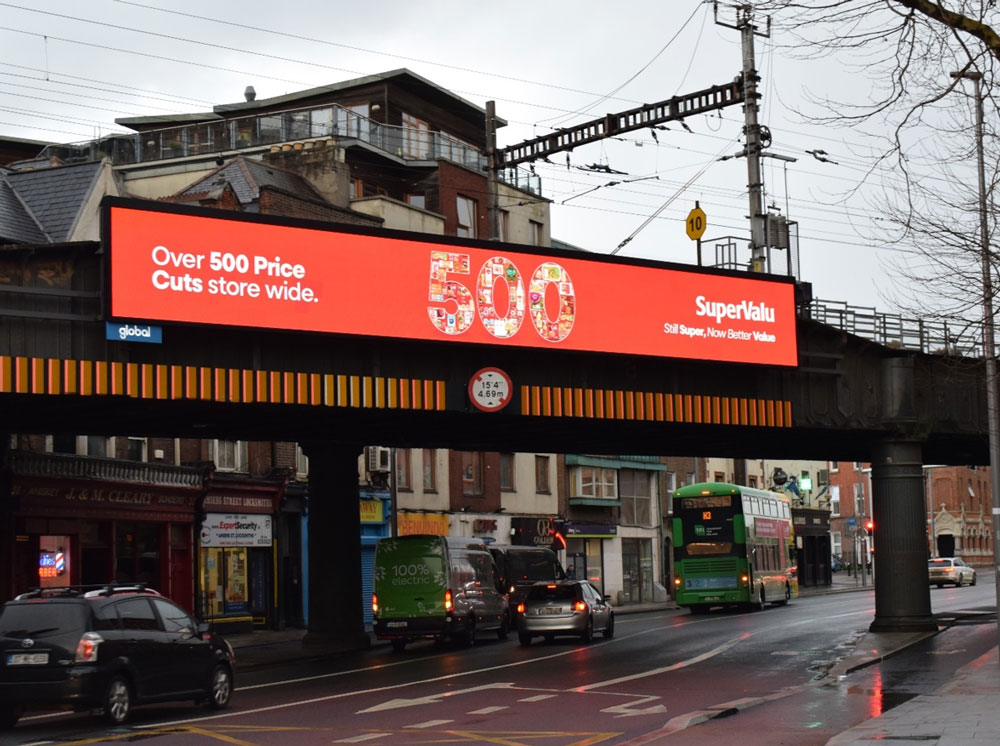 10
Over 500 Price
Cuts store wide.
500
SuperValu
Still Super, Now Better Value
global
15'4"
4.69m
J. & M. CLEARY
ExpertSecurity
H3
100%
electric